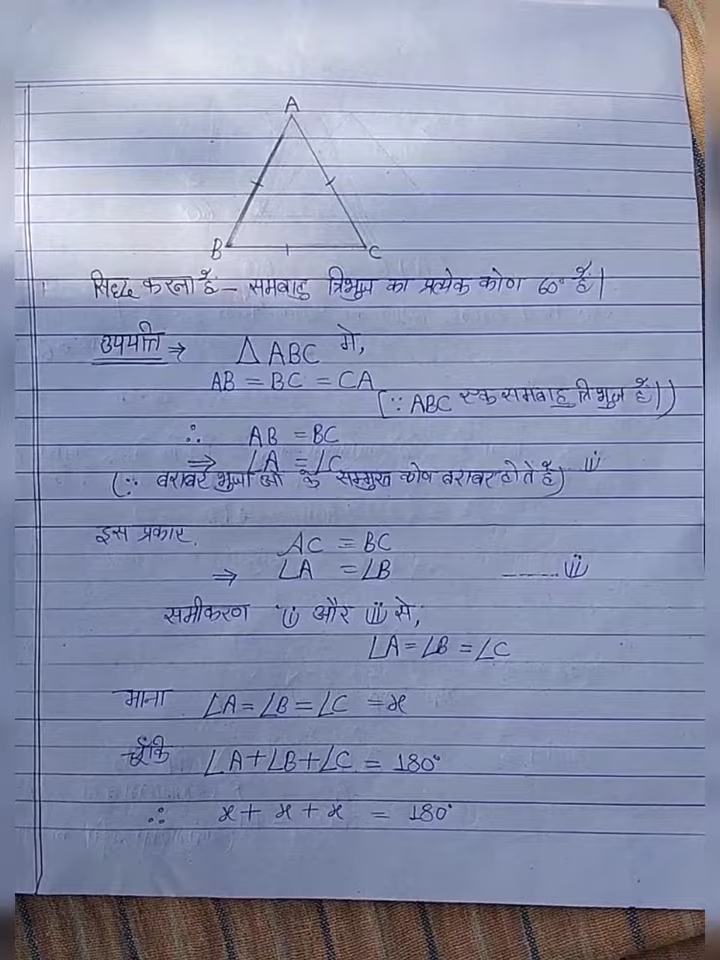 A
B C
सिद्ध करना है:- समबाहु त्रिभुज का प्रत्येक कोण 60° है।
उपपत्ति ⇒ Δ ABC में,
AB = BC = CA
(∵ ABC एक समबाहु त्रिभुज है।)
∴ AB = BC
⇒ ∠A = ∠C
(∵ बराबर भुजाओं के सम्मुख कोण बराबर होते हैं) (i)
इस प्रकार, AC = BC
⇒ ∠A = ∠B ------ (ii)
समीकरण (i) और (ii) से,
∠A = ∠B = ∠C
माना ∠A = ∠B = ∠C = x
चूँकि ∠A + ∠B + ∠C = 180°
∴ x + x + x = 180°